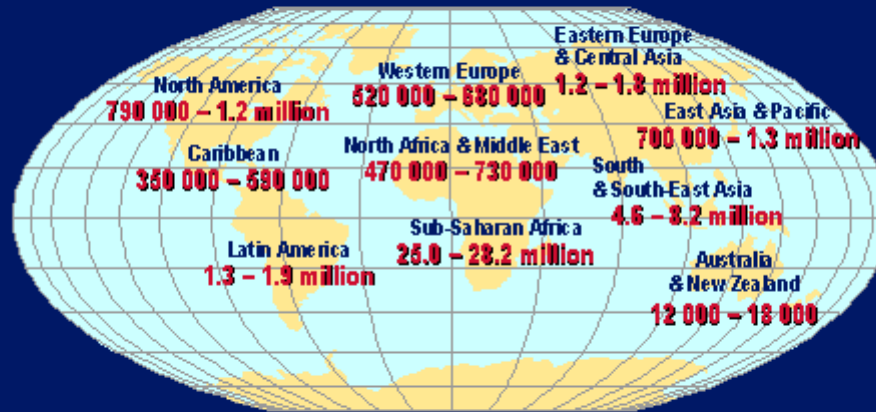 Eastern Europe
& Central Asia
1.2 – 1.8 million
North America
790 000 – 1.2 million
Western Europe
520 000 – 680 000
East Asia & Pacific
700 000 – 1.3 million
Caribbean
350 000 – 590 000
North Africa & Middle East
470 000 – 730 000
South
& South-East Asia
4.6 – 8.2 million
Sub-Saharan Africa
25.0 – 28.2 million
Latin America
1.3 – 1.9 million
Australia
& New Zealand
12 000 – 18 000